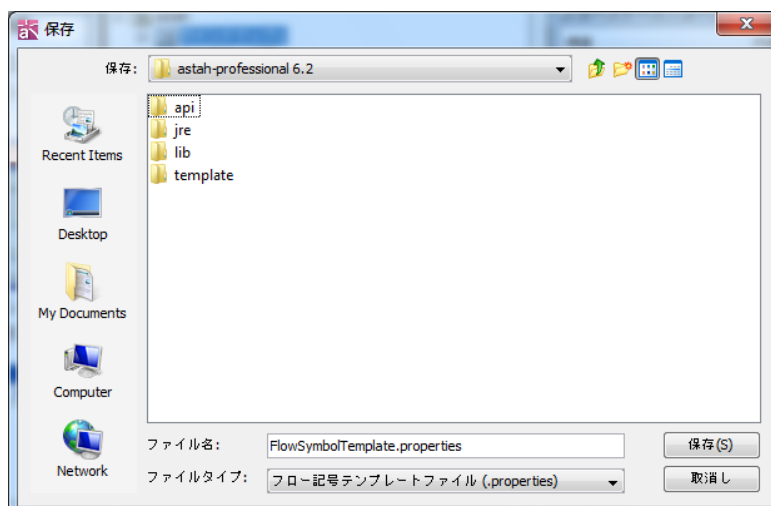 保存
保存: astah-professional 6.2
api
jre
lib
template
Recent Items
Desktop
My Documents
Computer
Network
ファイル名: FlowSymbolTemplate.properties 保存(S)
ファイルタイプ: フロー記号テンプレートファイル (.properties) 取消し